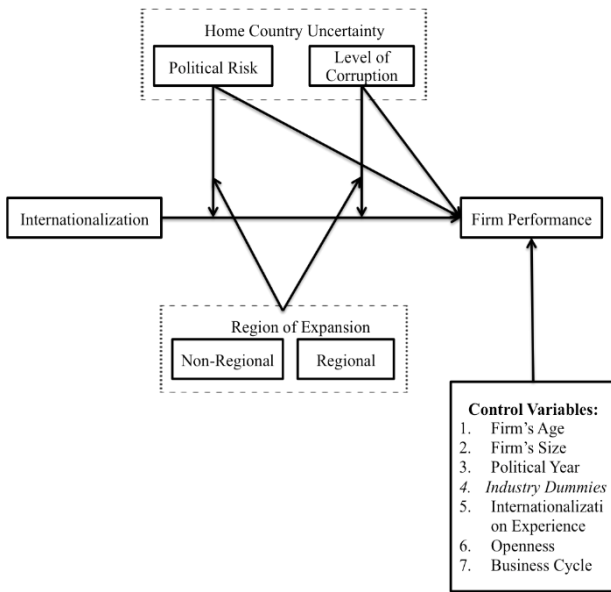 Home Country Uncertainty
Political Risk
Level of
Corruption
Internationalization
Firm Performance
Region of Expansion
Non-Regional
Regional
Control Variables:
1. Firm's Age
2. Firm's Size
3. Political Year
4. Industry Dummies
5. Internationalizati
on Experience
6. Openness
7. Business Cycle